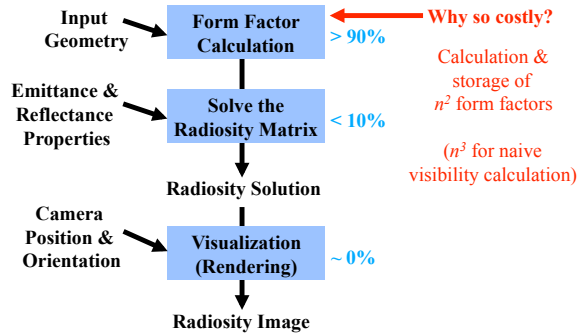 Input
Geometry
Form Factor
Calculation
> 90%
Why so costly?
Calculation &
storage of
n² form factors
(n³ for naive
visibility calculation)
Emittance &
Reflectance
Properties
Solve the
Radiosity Matrix
< 10%
Radiosity Solution
Camera
Position &
Orientation
Visualization
(Rendering)
~ 0%
Radiosity Image